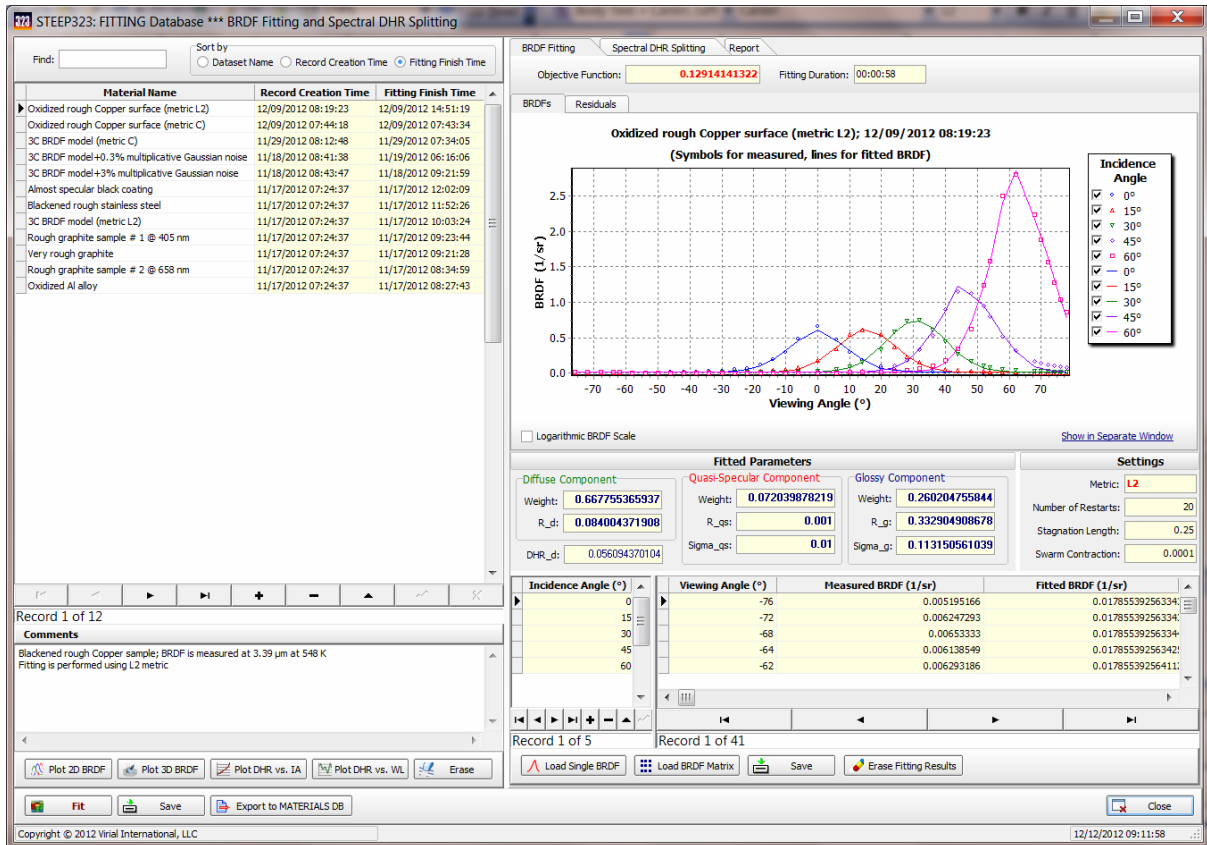 323 STEEP323: FITTING Database *** BRDF Fitting and Spectral DHR Splitting
Find:
Sort by
Dataset Name Record Creation Time Fitting Finish Time
Material Name Record Creation Time Fitting Finish Time
Oxidized rough Copper surface (metric L2) 12/09/2012 08:19:23 12/09/2012 14:51:19
Oxidized rough Copper surface (metric C) 12/09/2012 07:44:18 12/09/2012 07:43:34
3C BRDF model (metric C) 11/29/2012 08:12:48 11/29/2012 07:34:05
3C BRDF model+0.3% multiplicative Gaussian noise 11/18/2012 08:41:38 11/19/2012 06:16:06
3C BRDF model+3% multiplicative Gaussian noise 11/18/2012 08:43:47 11/18/2012 09:21:59
Almost specular black coating 11/17/2012 07:24:37 11/17/2012 12:02:09
Blackened rough stainless steel 11/17/2012 07:24:37 11/17/2012 11:52:26
3C BRDF model (metric L2) 11/17/2012 07:24:37 11/17/2012 10:03:24
Rough graphite sample # 1 @ 405 nm 11/17/2012 07:24:37 11/17/2012 09:23:44
Very rough graphite 11/17/2012 07:24:37 11/17/2012 09:21:28
Rough graphite sample # 2 @ 658 nm 11/17/2012 07:24:37 11/17/2012 08:34:59
Oxidized Al alloy 11/17/2012 07:24:37 11/17/2012 08:27:43
Record 1 of 12
Comments
Blackened rough Copper sample; BRDF is measured at 3.39 μm at 548 K
Fitting is performed using L2 metric
Plot 2D BRDF Plot 3D BRDF Plot DHR vs. IA Plot DHR vs. WL Erase
BRDF Fitting Spectral DHR Splitting Report
Objective Function: 0.12914141322 Fitting Duration: 00:00:58
BRDFs Residuals
Oxidized rough Copper surface (metric L2); 12/09/2012 08:19:23
(Symbols for measured, lines for fitted BRDF)
BRDF (1/sr)
2.5
2.0
1.5
1.0
0.5
0.0
-70 -60 -50 -40 -30 -20 -10 0 10 20 30 40 50 60 70
Viewing Angle (°)
Incidence
Angle
0°
15°
30°
45°
60°
0°
15°
30°
45°
60°
Logarithmic BRDF Scale
Show in Separate Window
Fitted Parameters
Diffuse Component
Weight: 0.667755365937
R_d: 0.084004371908
DHR_d: 0.056094370104
Quasi-Specular Component
Weight: 0.072039878219
R_qs: 0.001
Sigma_qs: 0.01
Glossy Component
Weight: 0.260204755844
R_g: 0.332904908678
Sigma_g: 0.113150561039
Settings
Metric: L2
Number of Restarts: 20
Stagnation Length: 0.25
Swarm Contraction: 0.0001
Incidence Angle (°)
0
15
30
45
60
Record 1 of 5
Viewing Angle (°) Measured BRDF (1/sr) Fitted BRDF (1/sr)
-76 0.005195166 0.01785539256334
-72 0.006247293 0.01785539256334
-68 0.00653333 0.01785539256334
-64 0.006138549 0.01785539256342
-62 0.006293186 0.01785539256411
Record 1 of 41
Load Single BRDF Load BRDF Matrix Save Erase Fitting Results
Fit Save Export to MATERIALS DB
Close
Copyright © 2012 Virial International, LLC
12/12/2012 09:11:58